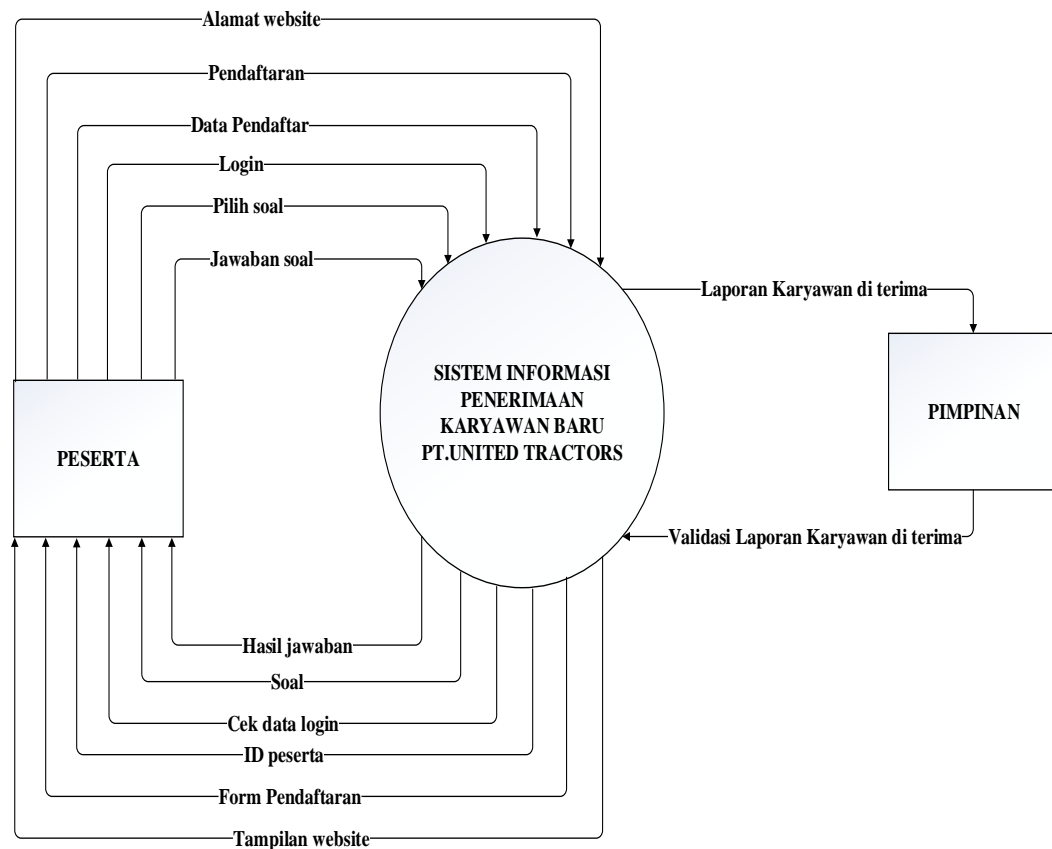 Alamat website
Pendaftaran
Data Pendaftar
Login
Pilih soal
Jawaban soal
Laporan Karyawan di terima
SISTEM INFORMASI
PENERIMAAN
KARYAWAN BARU
PT.UNITED TRACTORS
PIMPINAN
PESERTA
Validasi Laporan Karyawan di terima
Hasil jawaban
Soal
Cek data login
ID peserta
Form Pendaftaran
Tampilan website